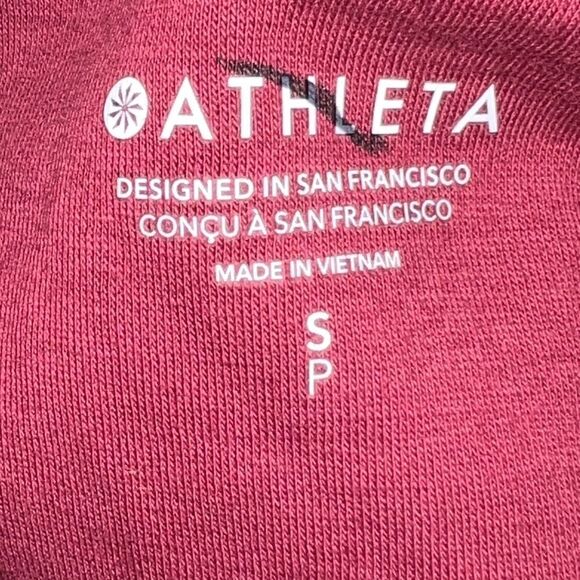 ATHLETA
DESIGNED IN SAN FRANCISCO
CONÇU À SAN FRANCISCO
MADE IN VIETNAM
S
P